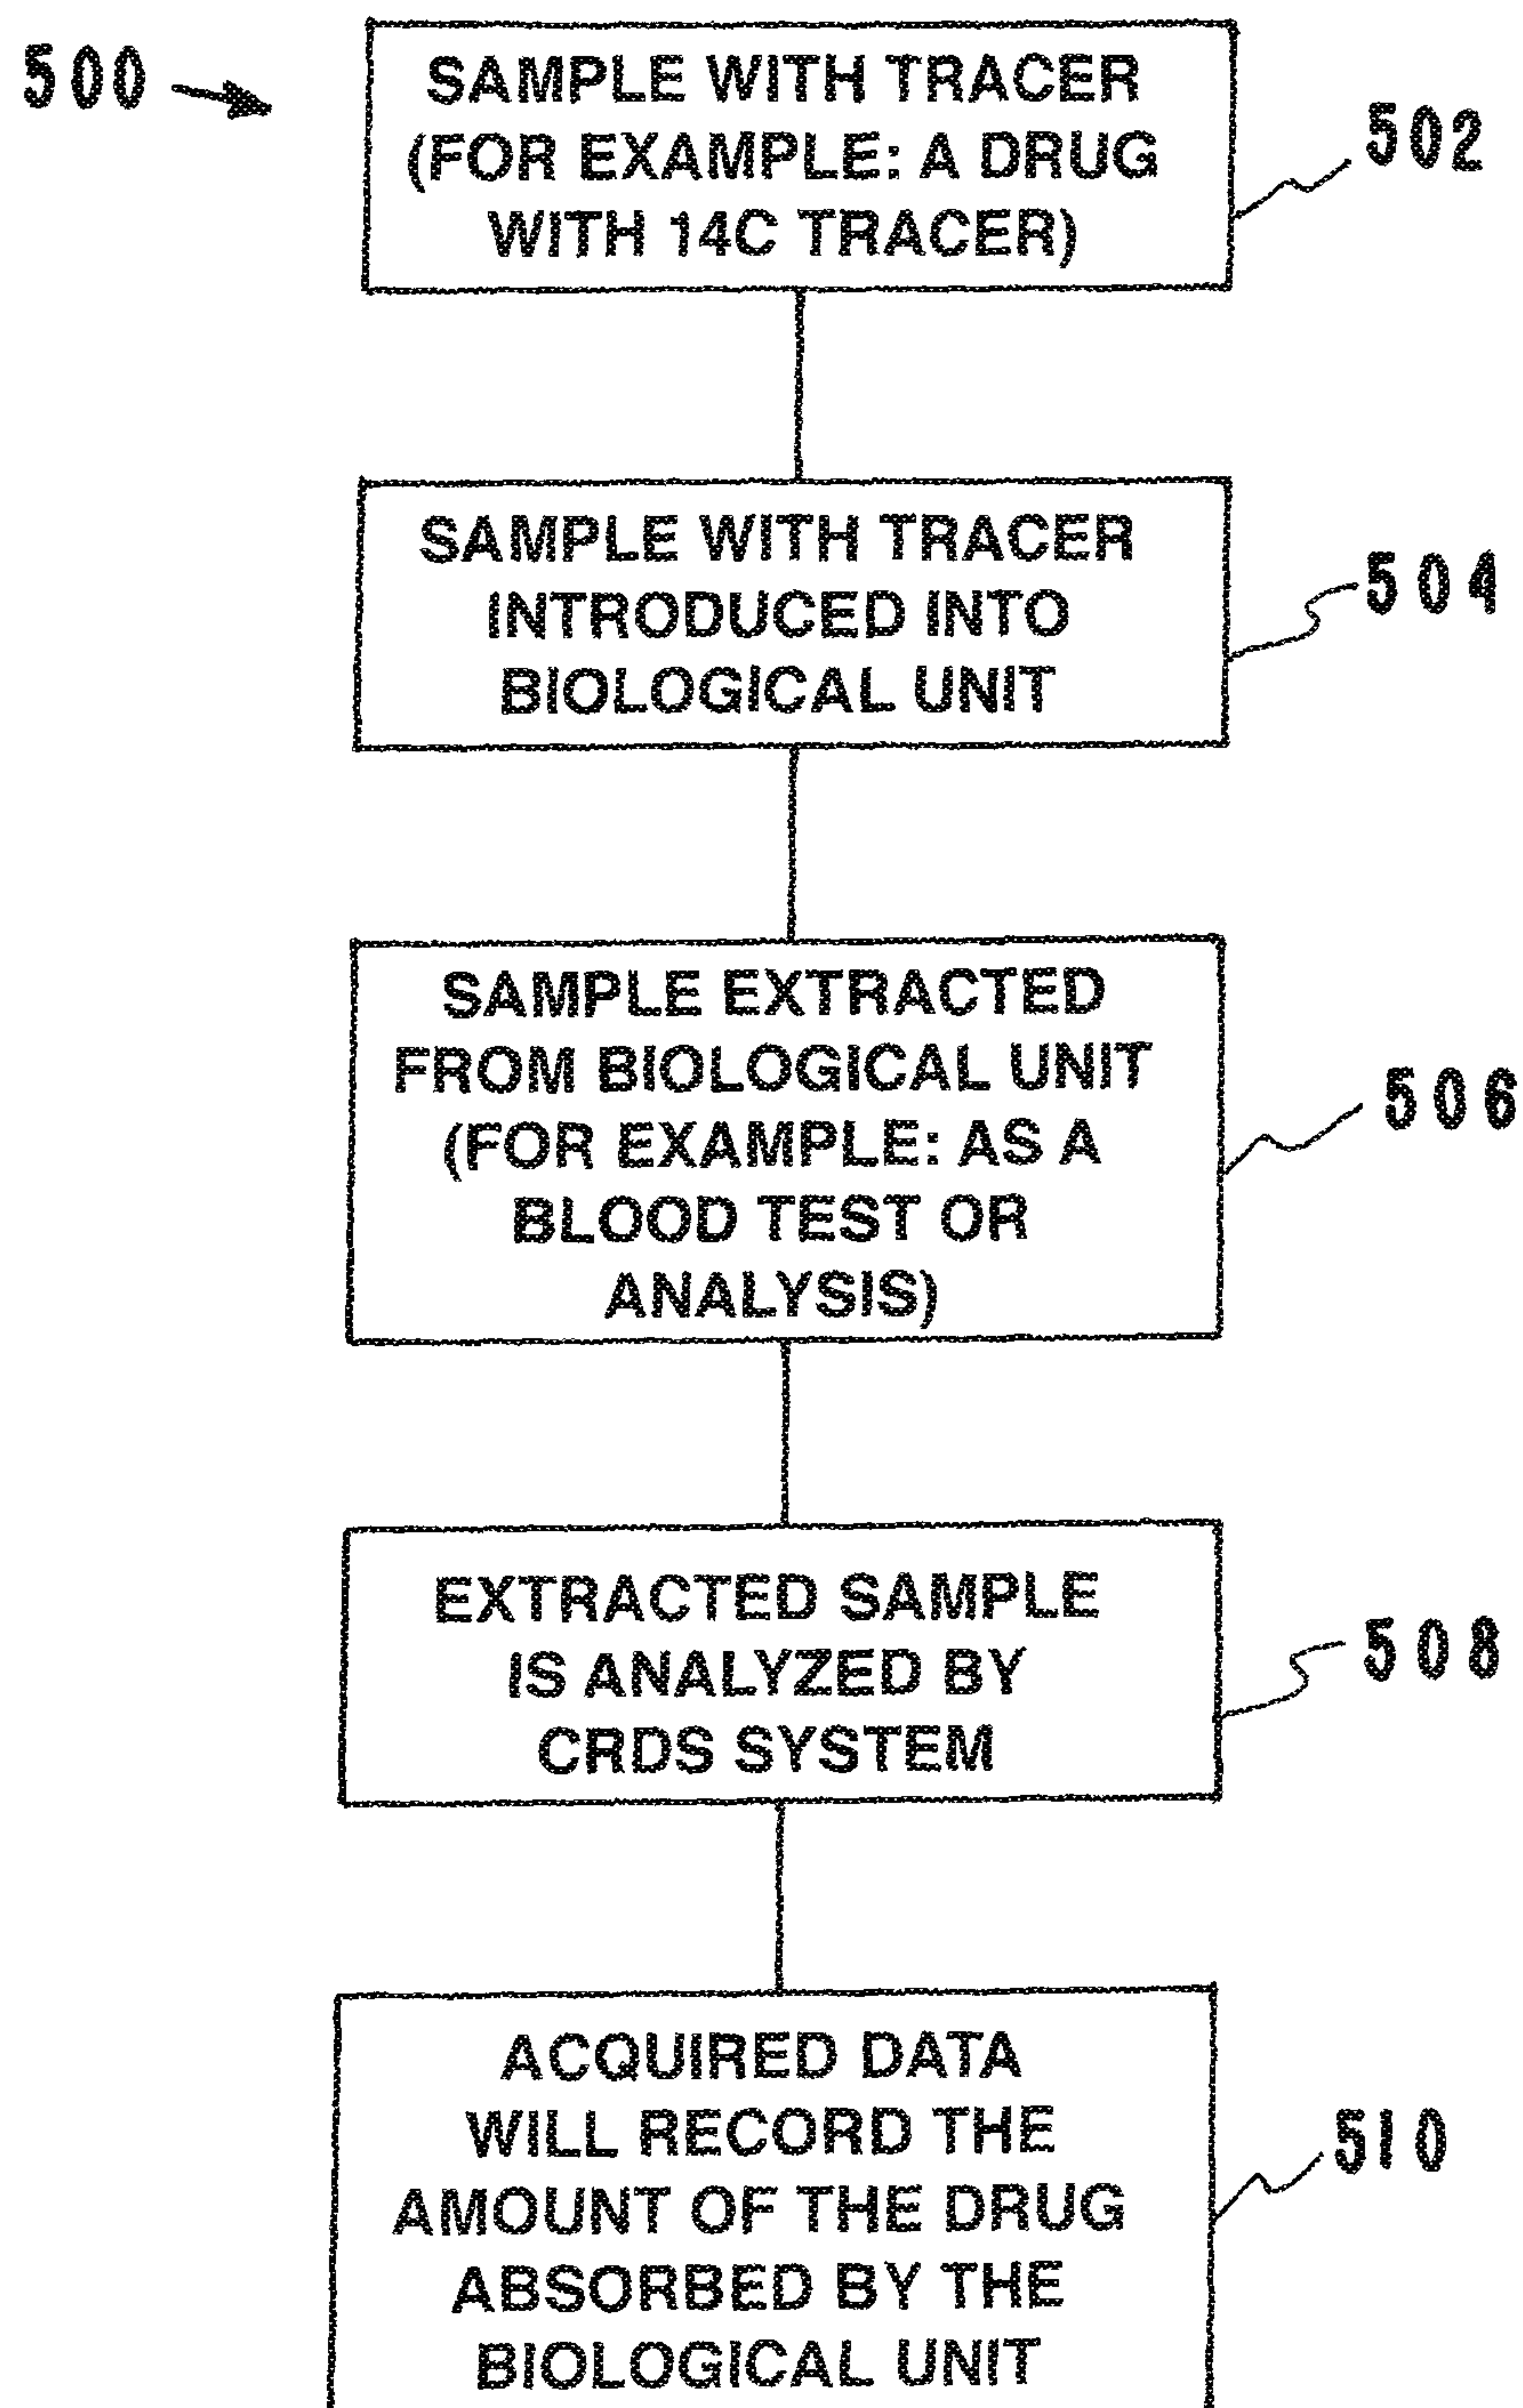 500
SAMPLE WITH TRACER
(FOR EXAMPLE: A DRUG
WITH 14C TRACER)
502
SAMPLE WITH TRACER
INTRODUCED INTO
BIOLOGICAL UNIT
504
SAMPLE EXTRACTED
FROM BIOLOGICAL UNIT
(FOR EXAMPLE: AS A
BLOOD TEST OR
ANALYSIS)
506
EXTRACTED SAMPLE
IS ANALYZED BY
CRDS SYSTEM
508
ACQUIRED DATA
WILL RECORD THE
AMOUNT OF THE DRUG
ABSORBED BY THE
BIOLOGICAL UNIT
510